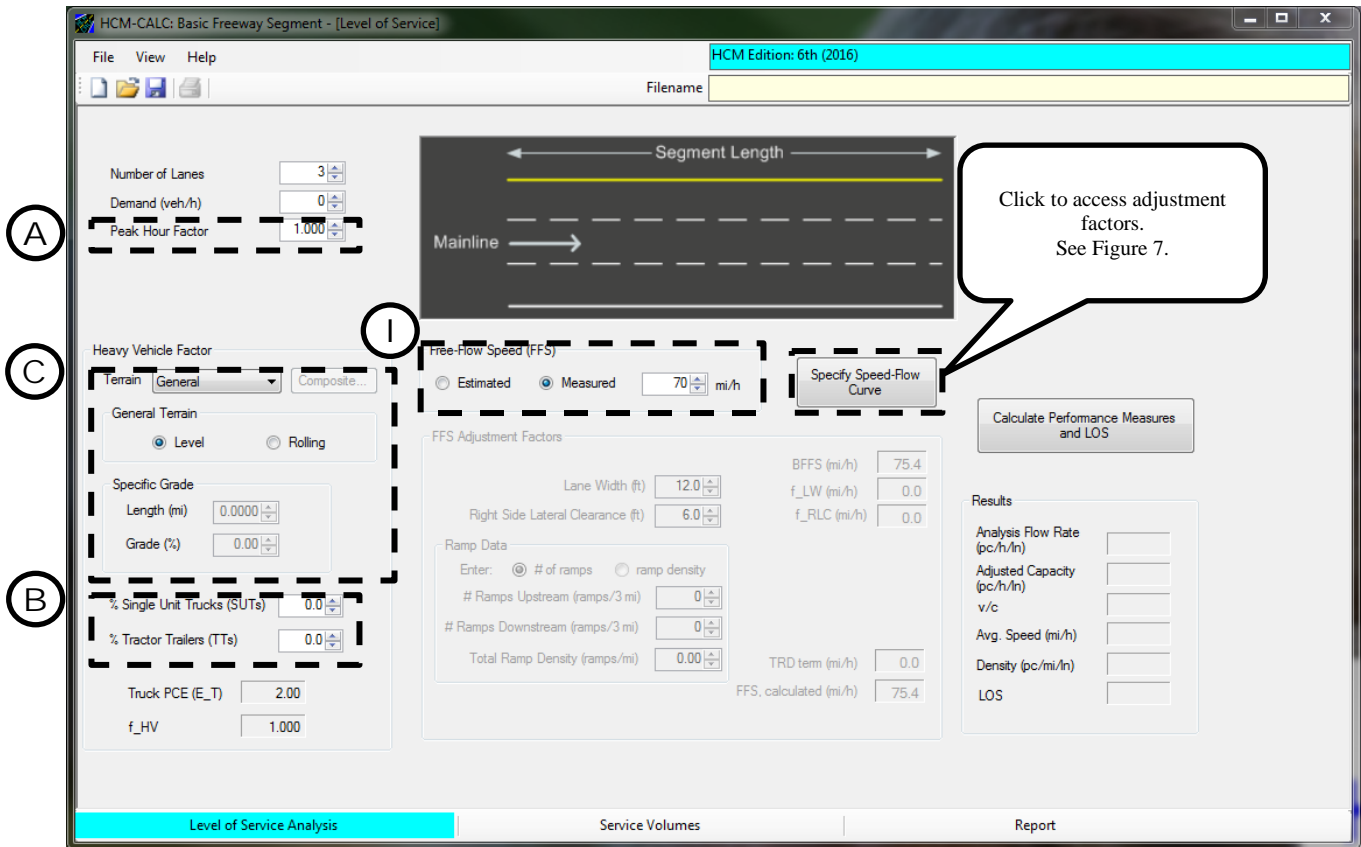 HCM-CALC: Basic Freeway Segment - [Level of Service]
File View Help
HCM Edition: 6th (2016)
Filename
Number of Lanes 3
Demand (veh/h) 0
A
Peak Hour Factor 1.000
Segment Length
Mainline
Click to access adjustment
factors.
See Figure 7.
I
C
Heavy Vehicle Factor
Terrain General Composite...
General Terrain
Level Rolling
Specific Grade
Length (mi) 0.0000
Grade (%) 0.00
B
% Single Unit Trucks (SUTs) 0.0
% Tractor Trailers (TTs) 0.0
Truck PCE (E_T) 2.00
f_HV 1.000
Free-Flow Speed (FFS)
Estimated Measured 70 mi/h
Specify Speed-Flow
Curve
FFS Adjustment Factors
Lane Width (ft) 12.0
Right Side Lateral Clearance (ft) 6.0
BFFS (mi/h) 75.4
f_LW (mi/h) 0.0
f_RLC (mi/h) 0.0
Ramp Data
Enter: # of ramps ramp density
# Ramps Upstream (ramps/3 mi) 0
# Ramps Downstream (ramps/3 mi) 0
Total Ramp Density (ramps/mi) 0.00
TRD term (mi/h) 0.0
FFS, calculated (mi/h) 75.4
Calculate Performance Measures
and LOS
Results
Analysis Flow Rate
(pc/h/ln)
Adjusted Capacity
(pc/h/ln)
v/c
Avg. Speed (mi/h)
Density (pc/mi/ln)
LOS
Level of Service Analysis
Service Volumes
Report